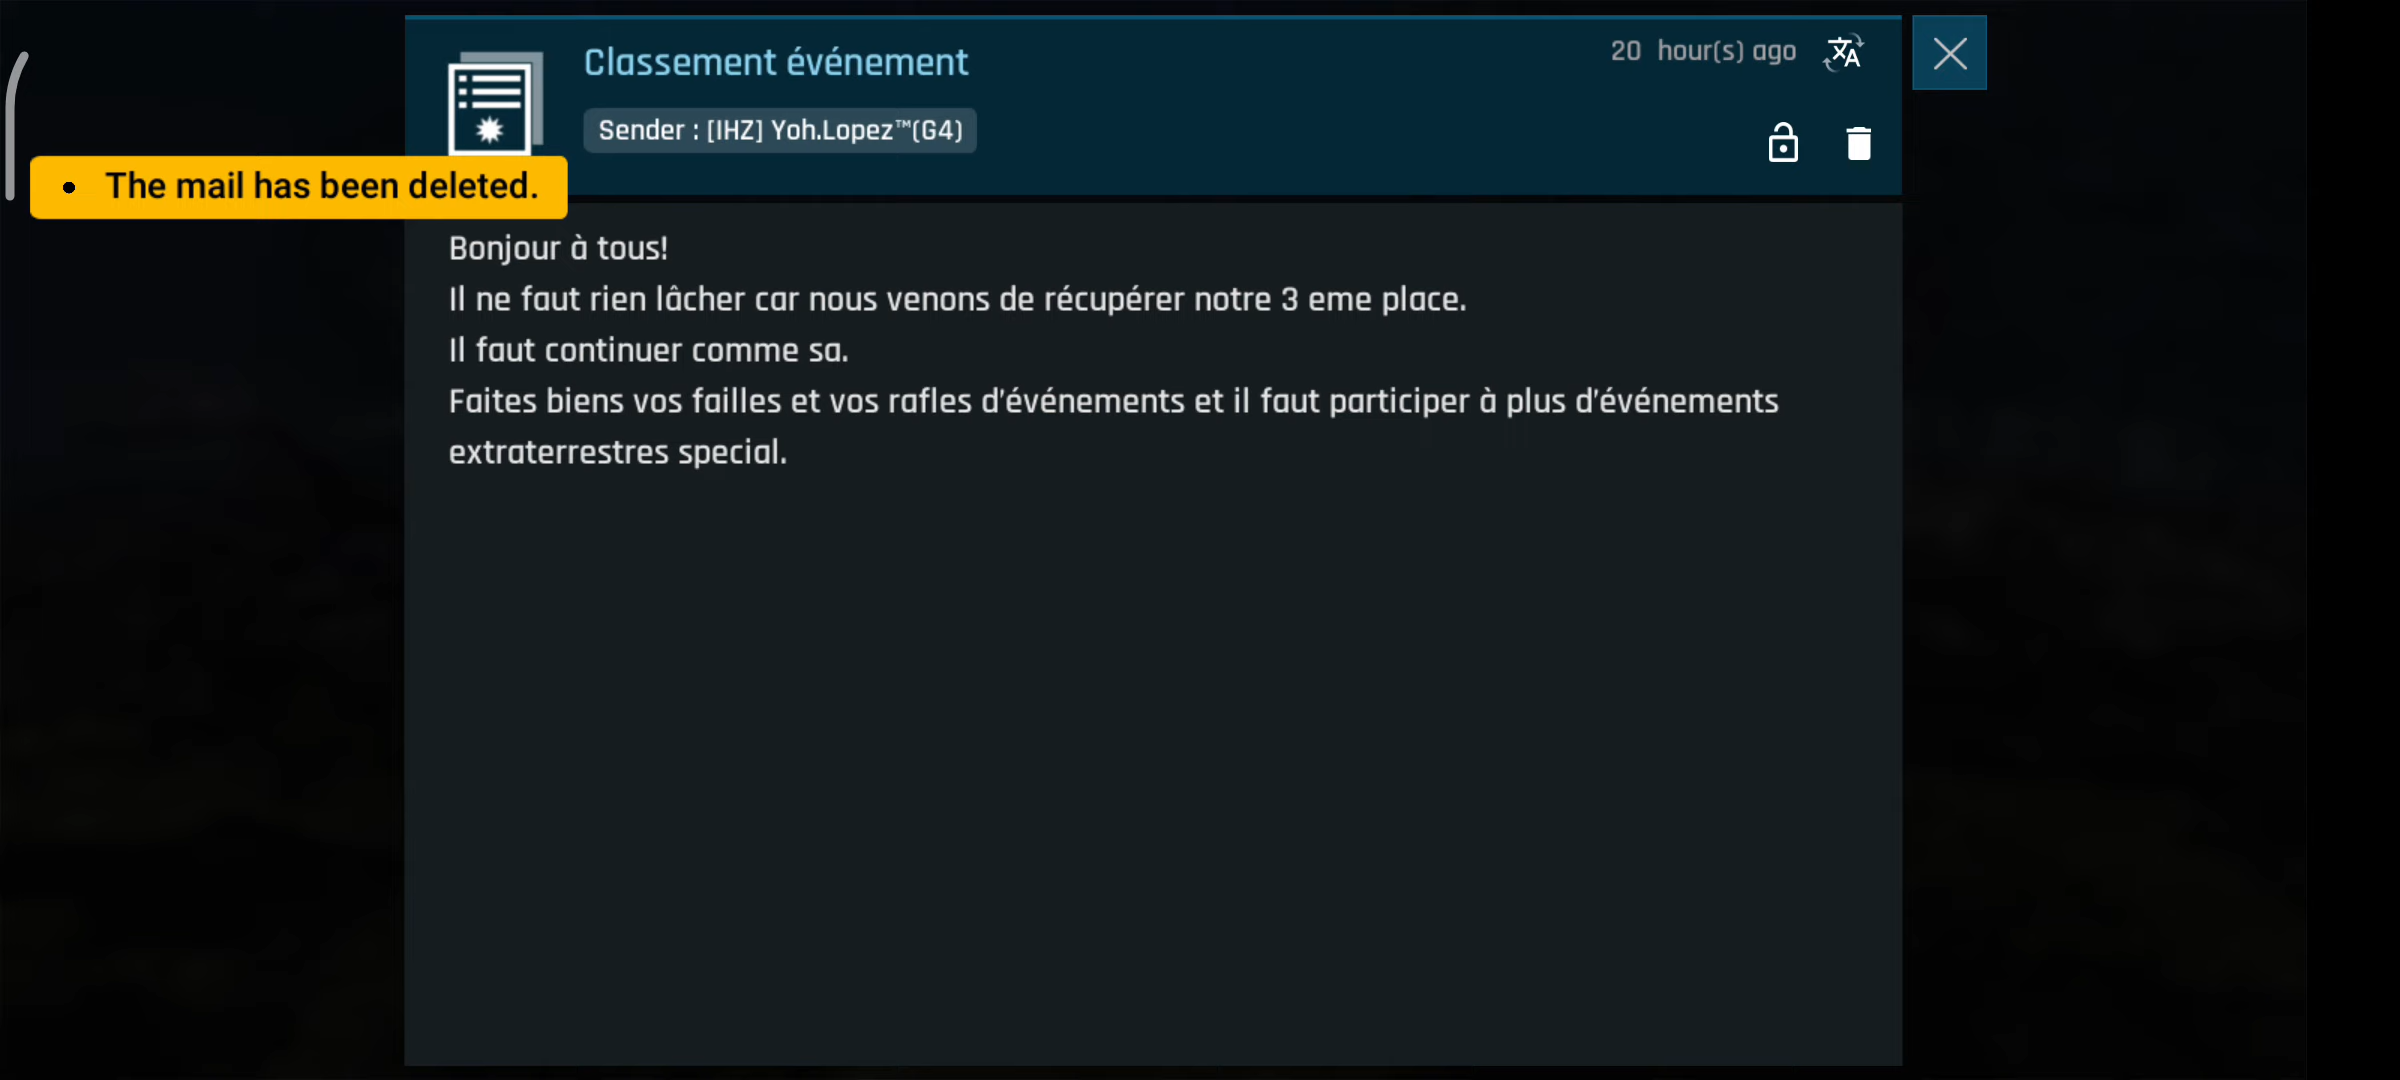 Classement événement
20 hour(s) ago
Sender : [IHZ] Yoh.Lopez™(G4)
• The mail has been deleted.
Bonjour à tous!
Il ne faut rien lâcher car nous venons de récupérer notre 3 eme place.
Il faut continuer comme sa.
Faites biens vos failles et vos rafles d'événements et il faut participer à plus d'événements
extraterrestres special.